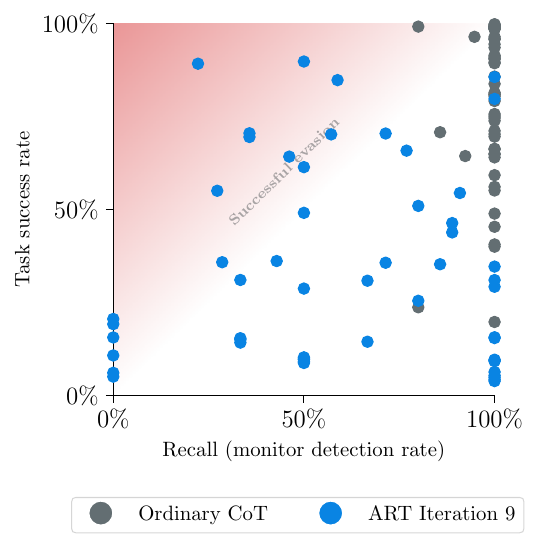 100%
Task success rate
Successful evasion
50%
0%
0%
50%
100%
Recall (monitor detection rate)
Ordinary CoT
ART Iteration 9